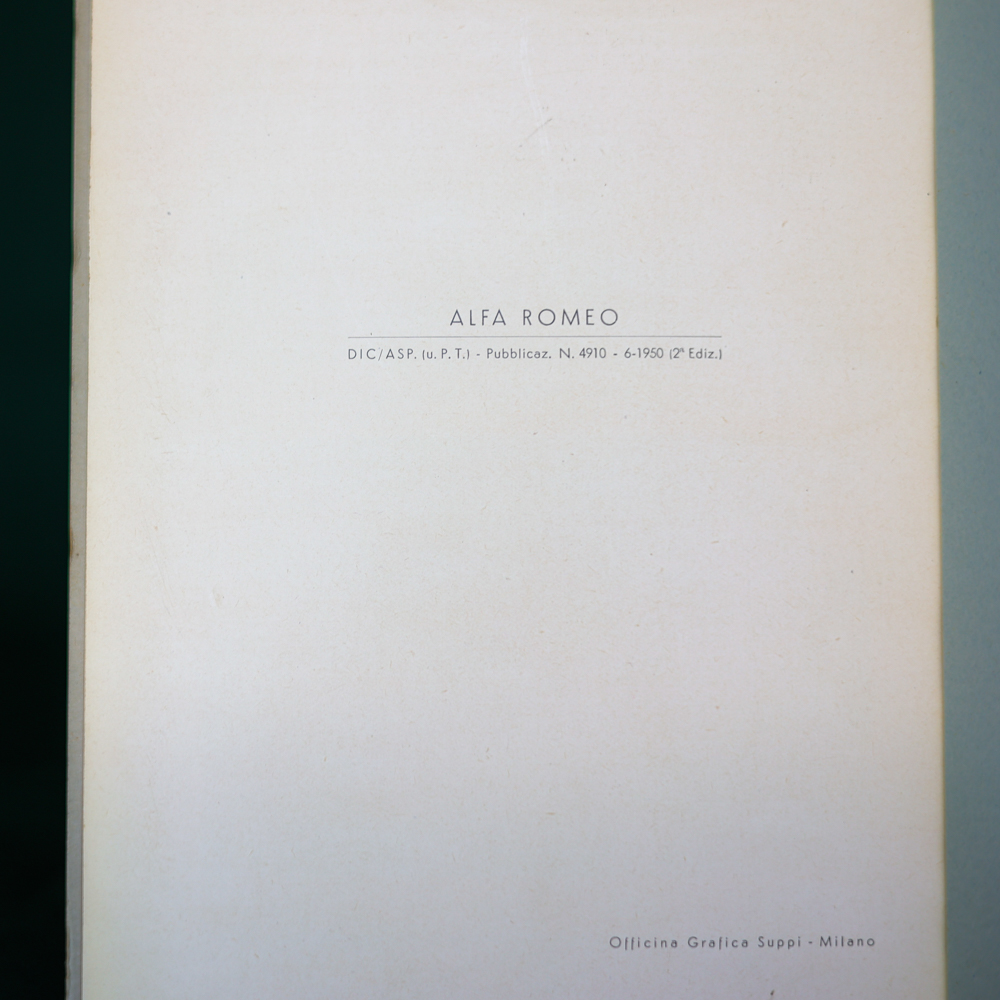 ALFA ROMEO
DIC/ASP. (u. P. T.) - Pubblicaz. N. 4910 - 6-1950 (2ª Ediz.)
Officina Grafica Suppi - Milano